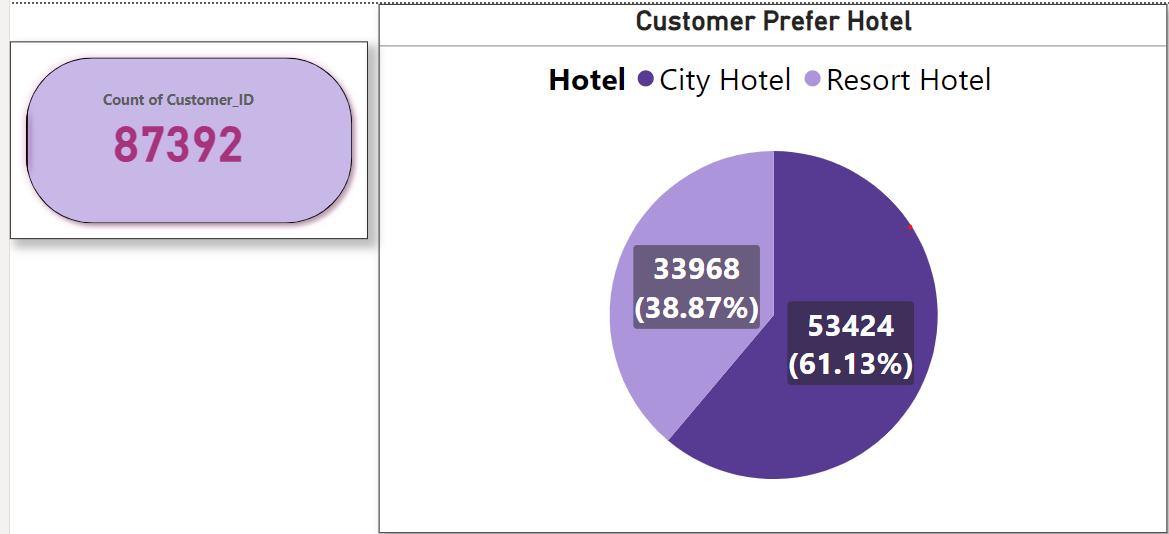 Customer Prefer Hotel
Count of Customer_ID
87392
Hotel City Hotel Resort Hotel
33968
(38.87%)
53424
(61.13%)